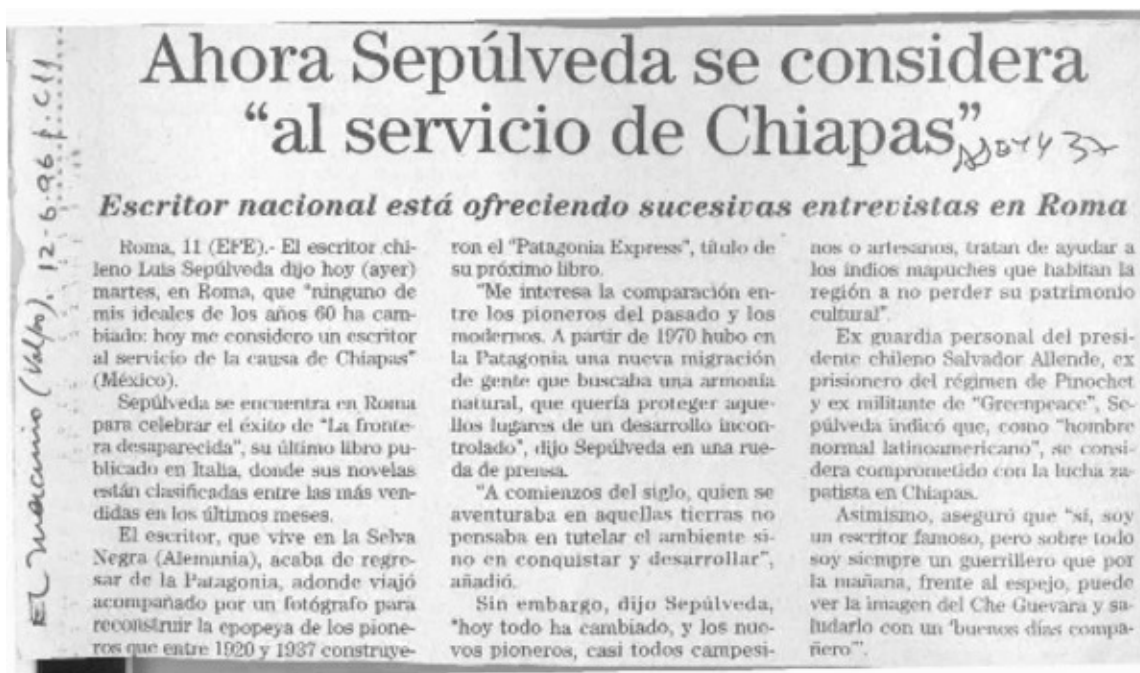 Ahora Sepúlveda se considera
“al servicio de Chiapas”
Escritor nacional está ofreciendo sucesivas entrevistas en Roma
Roma, 11 (EFE).- El escritor chi-
leno Luis Sepúlveda dijo hoy (ayer)
martes, en Roma, que “ninguno de
mis ideales de los años 60 ha cam-
biado: hoy me considero un escritor
al servicio de la causa de Chiapas”
(México).
Sepúlveda se encuentra en Roma
para celebrar el éxito de “La fronte-
ra desaparecida”, su último libro pu-
blicado en Italia, donde sus novelas
están clasificadas entre las más ven-
didas en los últimos meses.
El escritor, que vive en la Selva
Negra (Alemania), acaba de regre-
sar de la Patagonia, adonde viajó
acompañado por un fotógrafo para
reconstruir la epopeya de los pione-
ros que entre 1920 y 1937 construye-
ron el “Patagonia Express”, título de
su próximo libro.
“Me interesa la comparación en-
tre los pioneros del pasado y los
modernos. A partir de 1970 hubo en
la Patagonia una nueva migración
de gente que buscaba una armonía
natural, que quería proteger aque-
llos lugares de un desarrollo incon-
trolado”, dijo Sepúlveda en una rue-
da de prensa.
“A comienzos del siglo, quien se
aventuraba en aquellas tierras no
pensaba en tutelar el ambiente si-
no en conquistar y desarrollar”,
añadió.
Sin embargo, dijo Sepúlveda,
“hoy todo ha cambiado, y los nue-
vos pioneros, casi todos campesi-
nos o artesanos, tratan de ayudar a
los indios mapuches que habitan la
región a no perder su patrimonio
cultural”.
Ex guardia personal del presi-
dente chileno Salvador Allende, ex
prisionero del régimen de Pinochet
y ex militante de “Greenpeace”, Se-
púlveda indicó que, como “hombre
normal latinoamericano”, se consi-
dera comprometido con la lucha za-
patista en Chiapas.
Asimismo, aseguró que “sí, soy
un escritor famoso, pero sobre todo
soy siempre un guerrillero que por
la mañana, frente al espejo, puede
ver la imagen del Che Guevara y sa-
ludarlo con un ‘buenos días compa-
ñero’”.
El Mercurio (Valpo), 12-6-96 p. C11